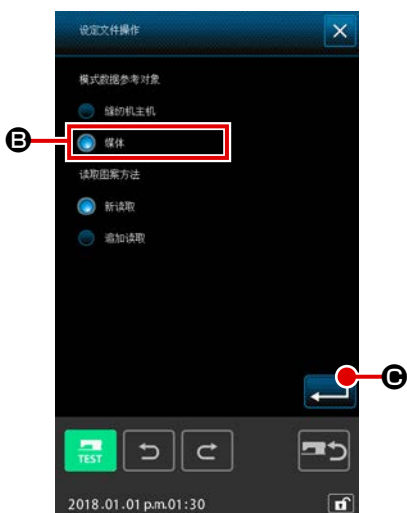 设定文件操作
模式数据参考对象
缝纫机主机
B
媒体
读取图案方法
新读取
追加读取
C
TEST
2018.01.01 p.m.01:30